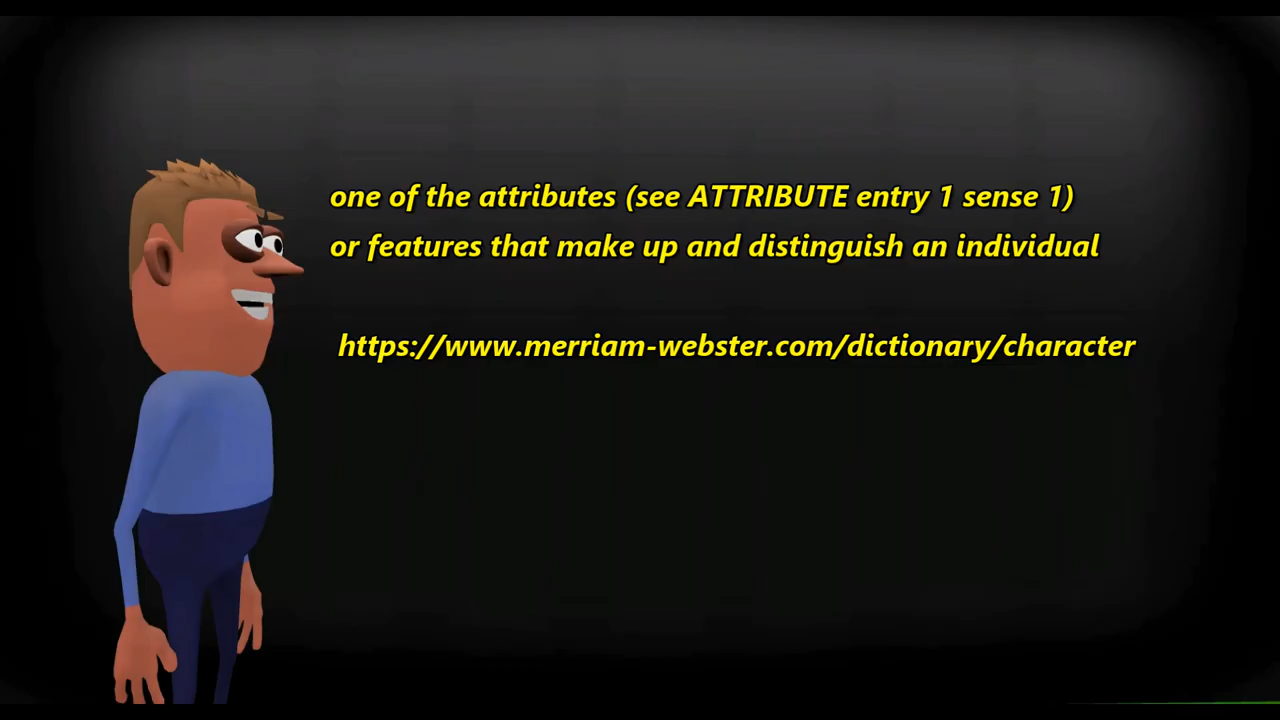 one of the attributes (see ATTRIBUTE entry 1 sense 1)
or features that make up and distinguish an individual
https://www.merriam-webster.com/dictionary/character